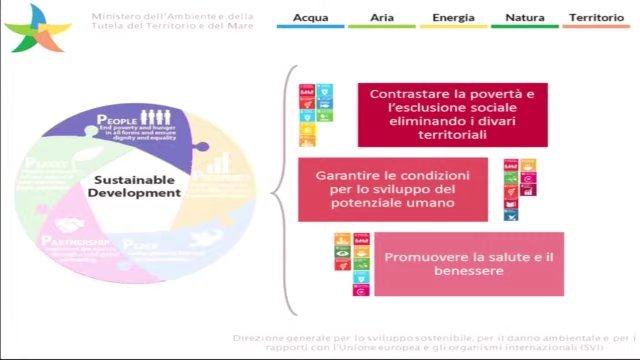 Ministero dell'Ambiente e della
Tutela del Territorio e del Mare
Acqua
Aria
Energia
Natura
Territorio
PEOPLE
End poverty and hunger
in all forms and ensure
dignity and equality
PLANET
PARTNERSHIP
PEACE
Sustainable
Development
Contrastare la povertà e
l'esclusione sociale
eliminando i divari
territoriali
Garantire le condizioni
per lo sviluppo del
potenziale umano
Promuovere la salute e il
benessere
Direzione generale per lo sviluppo sostenibile, per il danno ambientale e per i
rapporti con l'Unione europea e gli organismi internazionali (SVI)